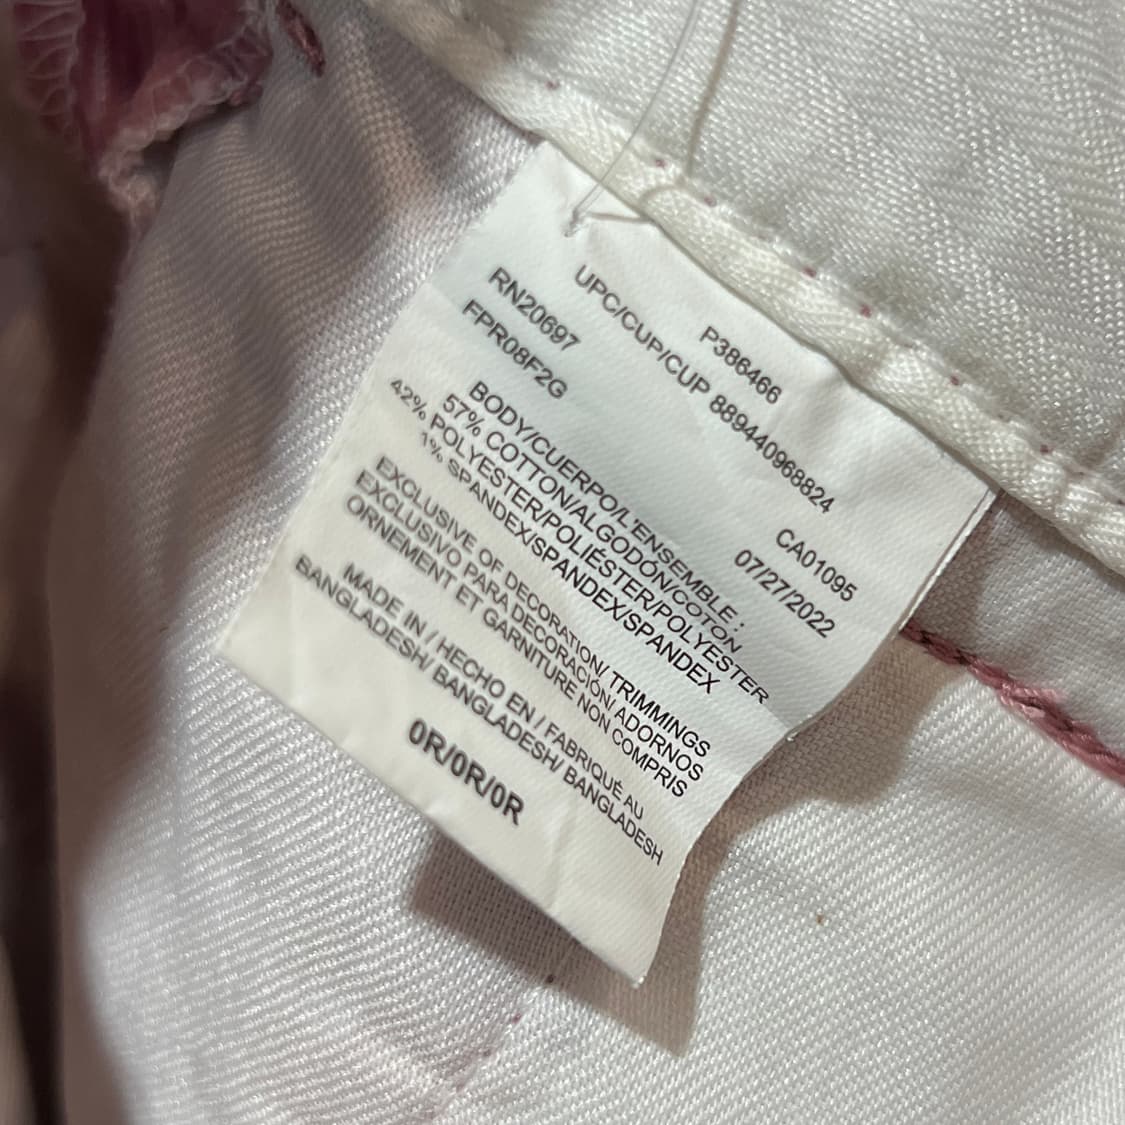 P386466
UPC/CUP/CUP 889440968824
RN20697
CA01095
FPR08F2G
07/27/2022
BODY/CUERPO/L'ENSEMBLE :
57% COTTON/ALGODÓN/COTON
42% POLYESTER/POLIÉSTER/POLYESTER
1% SPANDEX/SPANDEX/SPANDEX
EXCLUSIVE OF DECORATION/ TRIMMINGS
EXCLUSIVO PARA DECORACIÓN/ ADORNOS
ORNEMENT ET GARNITURE NON COMPRIS
MADE IN / HECHO EN / FABRIQUÉ AU
BANGLADESH/ BANGLADESH/ BANGLADESH
0R/0R/0R